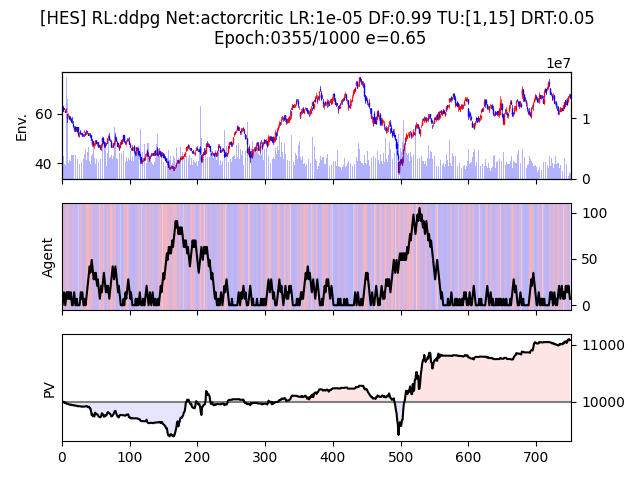 [HES] RL:ddpg Net:actorcritic LR:1e-05 DF:0.99 TU:[1,15] DRT:0.05
Epoch:0355/1000 e=0.65
1e7
Env.
60
40
1
0
Agent
100
50
0
PV
11000
10000
0 100 200 300 400 500 600 700